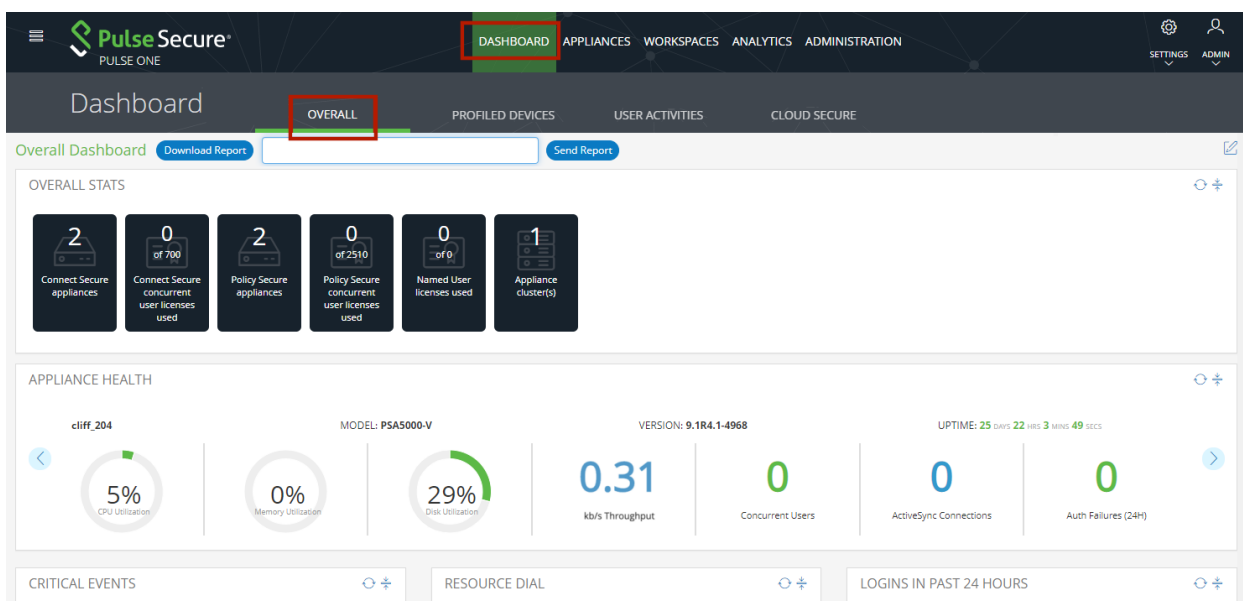 Pulse Secure
PULSE ONE
DASHBOARD APPLIANCES WORKSPACES ANALYTICS ADMINISTRATION
SETTINGS ADMIN
Dashboard
OVERALL PROFILED DEVICES USER ACTIVITIES CLOUD SECURE
Overall Dashboard Download Report Send Report
OVERALL STATS
2
Connect Secure
appliances
0
of 700
Connect Secure
concurrent
user licenses
used
2
Policy Secure
appliances
0
of 2510
Policy Secure
concurrent
user licenses
used
0
of 0
Named User
licenses used
1
Appliance
cluster(s)
APPLIANCE HEALTH
cliff_204 MODEL: PSA5000-V VERSION: 9.1R4.1-4968 UPTIME: 25 DAYS 22 HRS 3 MINS 49 SECS
5%
CPU Utilization
0%
Memory Utilization
29%
Disk Utilization
0.31
kb/s Throughput
0
Concurrent Users
0
ActiveSync Connections
0
Auth Failures (24H)
CRITICAL EVENTS RESOURCE DIAL LOGINS IN PAST 24 HOURS